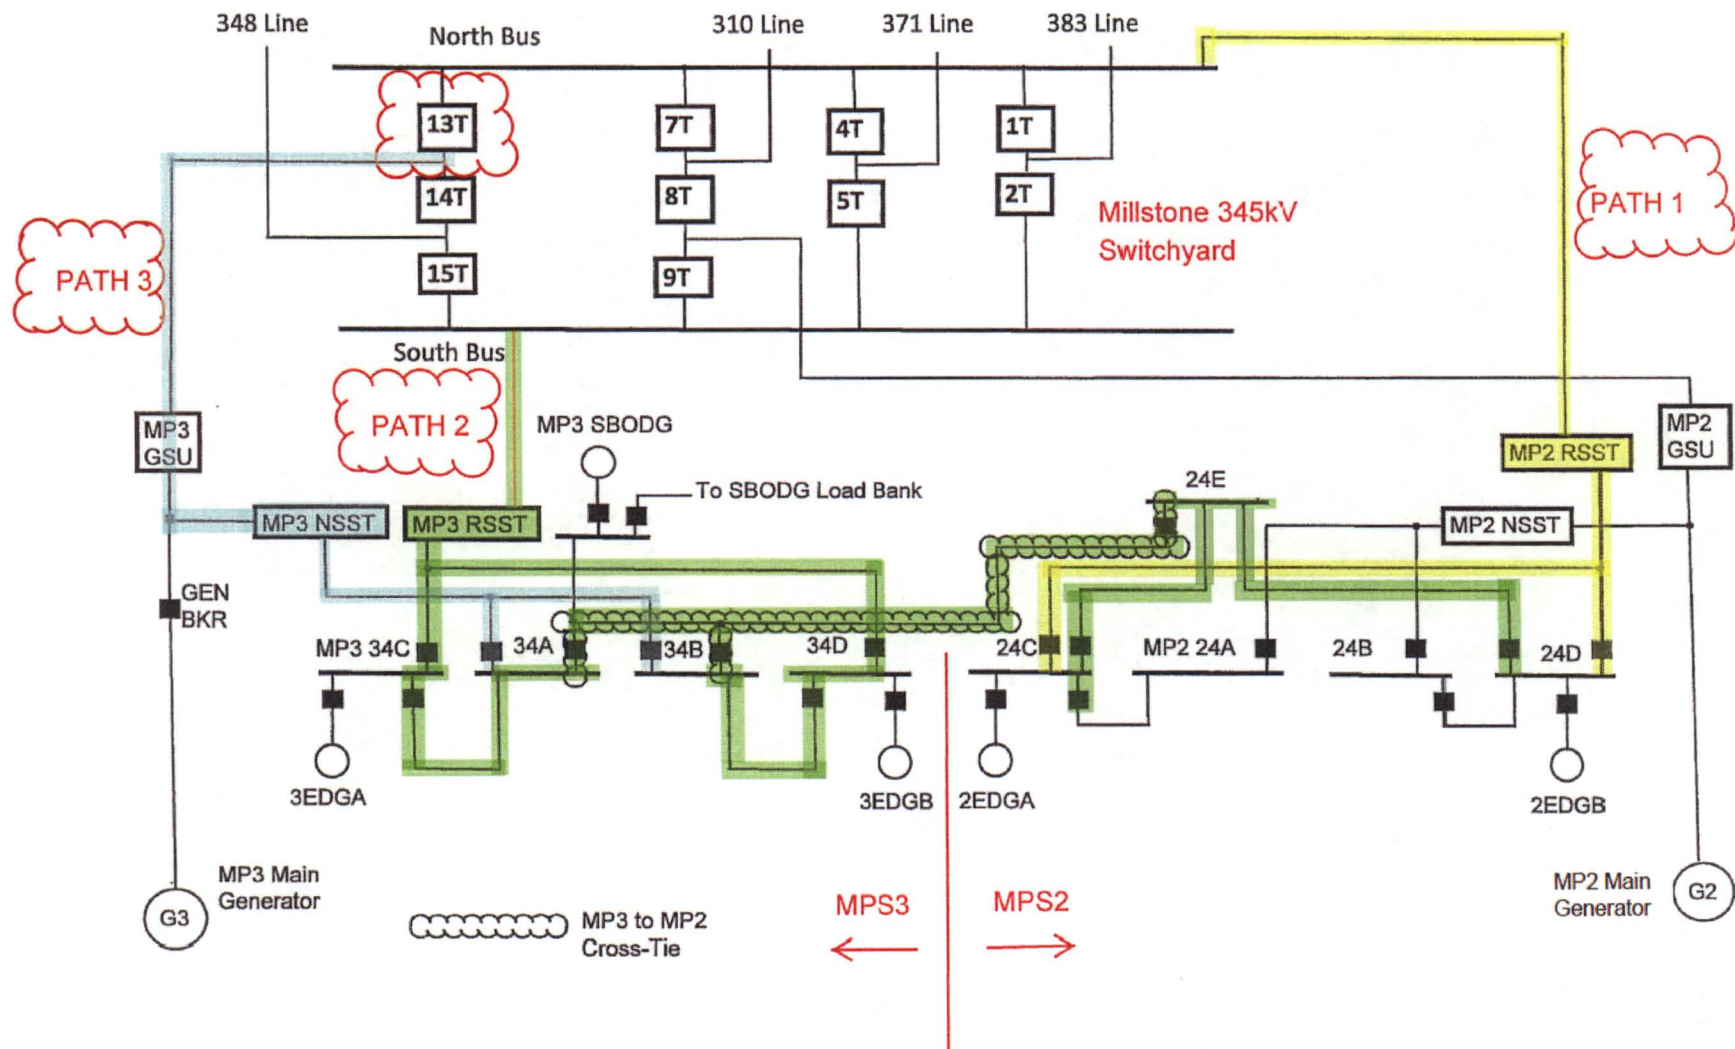 348 Line
310 Line
371 Line
383 Line
North Bus
13T
7T
4T
1T
14T
8T
5T
2T
15T
9T
PATH 1
Millstone 345kV
Switchyard
PATH 3
South Bus
PATH 2
MP3
GSU
MP3 SBODG
To SBODG Load Bank
MP2
GSU
MP2 RSST
24E
MP3 NSST
MP3 RSST
MP2 NSST
GEN
BKR
MP3 34C
34A
34B
34D
24C
MP2 24A
24B
24D
3EDGA
3EDGB
2EDGA
2EDGB
MP3 Main
Generator
G3
MP3 to MP2
Cross-Tie
MPS3
MPS2
MP2 Main
Generator
G2